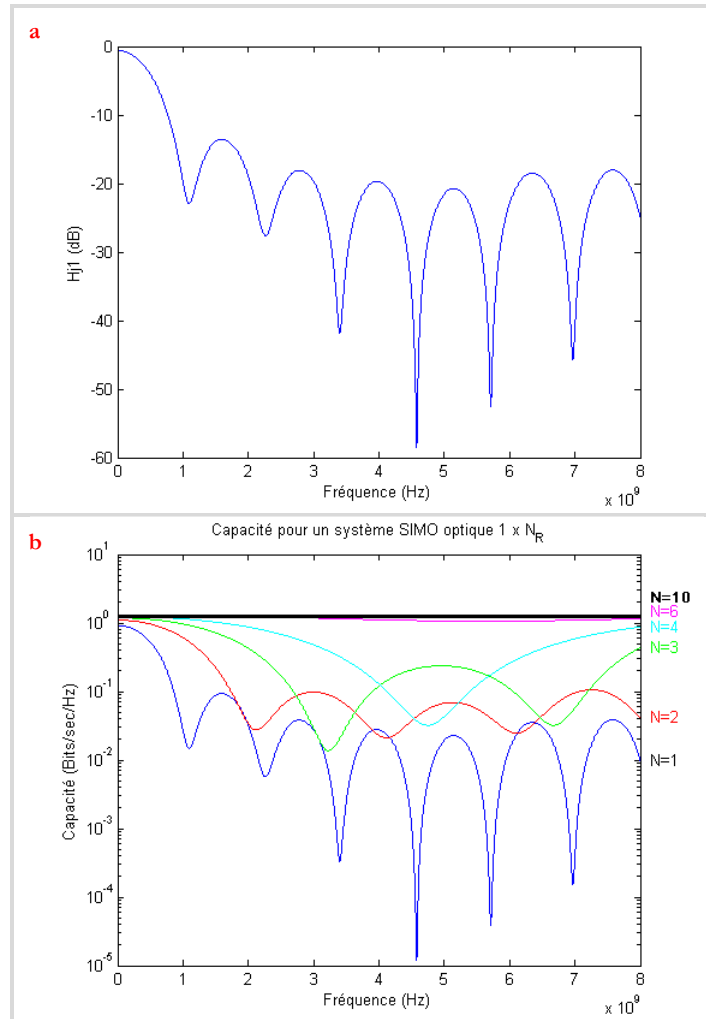 a
0
-10
-20
-30
-40
-50
-60
Hj1 (dB)
0 1 2 3 4 5 6 7 8
Fréquence (Hz)
x 10^9
b
Capacité pour un système SIMO optique 1 x N_R
10^1
10^0
10^-1
10^-2
10^-3
10^-4
10^-5
Capacité (Bits/sec/Hz)
N=10
N=6
N=4
N=3
N=2
N=1
0 1 2 3 4 5 6 7 8
Fréquence (Hz)
x 10^9